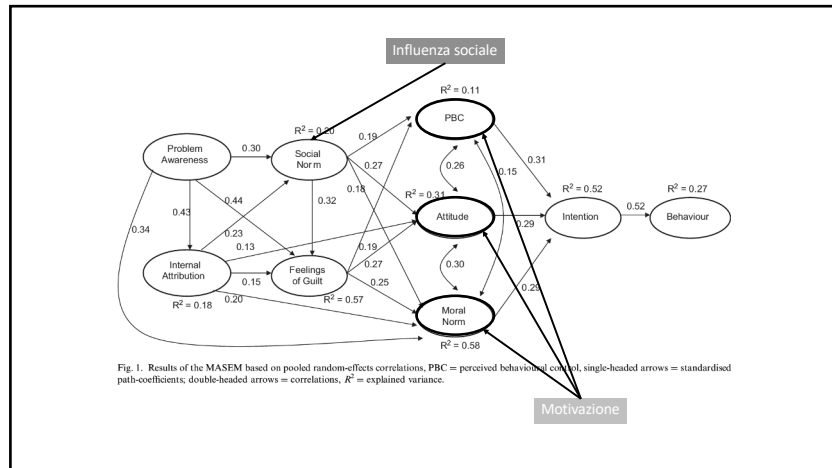 Influenza sociale
R² = 0.11
PBC
R² = 0.20
0.19
Problem
Awareness
0.30
Social
Norm
0.31
0.27
0.26
0.15
R² = 0.52
R² = 0.27
0.18
R² = 0.31
0.44
0.32
0.43
Attitude
0.29
Intention
0.52
Behaviour
0.34
0.23
0.13
0.19
Internal
Attribution
0.15
Feelings
of Guilt
0.27
0.30
0.25
0.29
R² = 0.18
0.20
R² = 0.57
Moral
Norm
R² = 0.58
Fig. 1. Results of the MASEM based on pooled random-effects correlations, PBC = perceived behavioural control, single-headed arrows = standardised
path-coefficients; double-headed arrows = correlations, R² = explained variance.
Motivazione